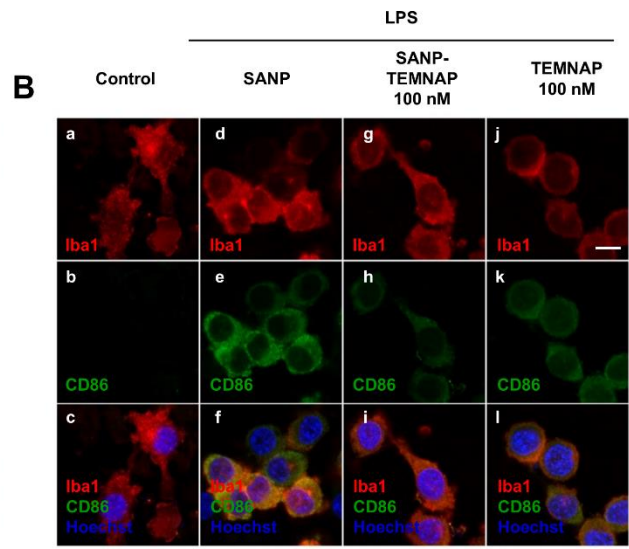 LPS
B
Control
SANP
SANP-
TEMNAP
100 nM
TEMNAP
100 nM
a
d
g
j
Iba1
Iba1
Iba1
Iba1
b
e
h
k
CD86
CD86
CD86
CD86
c
f
i
l
Iba1
Iba1
Iba1
Iba1
CD86
CD86
CD86
CD86
Hoechst
Hoechst
Hoechst
Hoechst